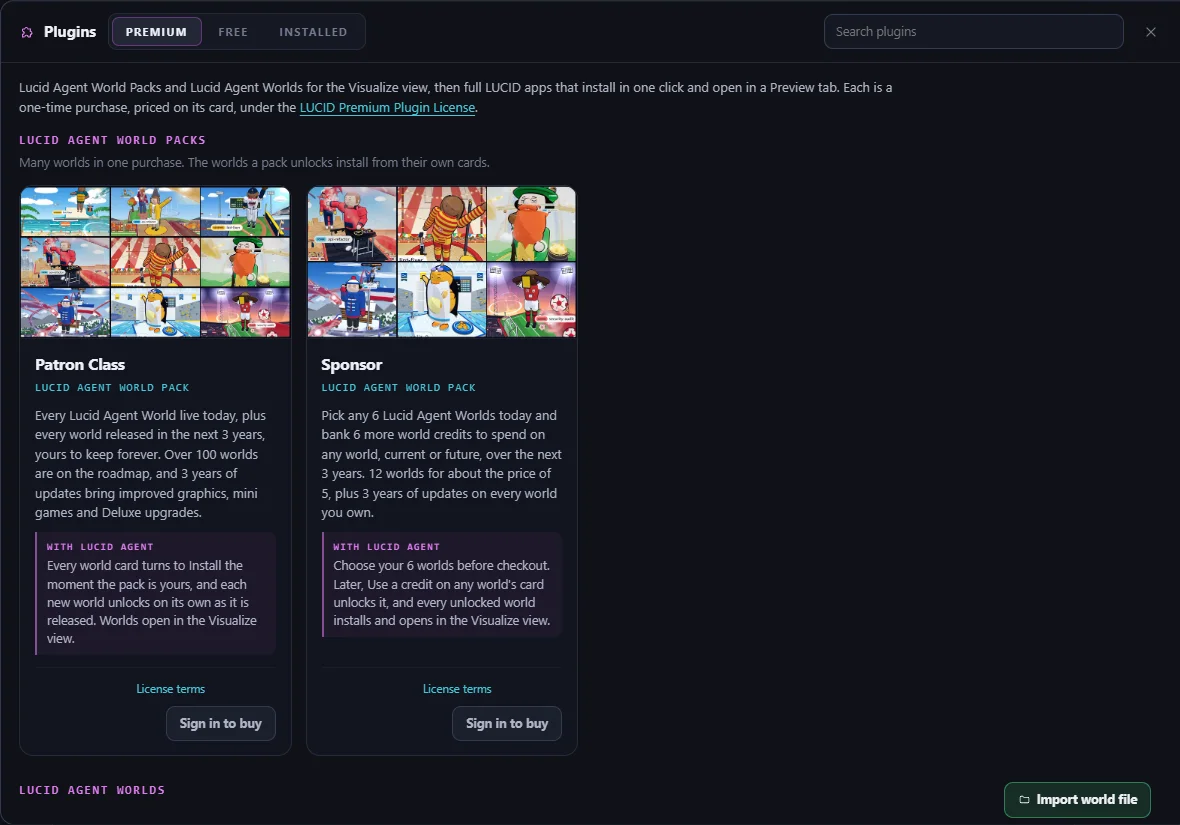 Plugins
PREMIUM
FREE
INSTALLED
Search plugins
Lucid Agent World Packs and Lucid Agent Worlds for the Visualize view, then full LUCID apps that install in one click and open in a Preview tab. Each is a
one-time purchase, priced on its card, under the LUCID Premium Plugin License.
LUCID AGENT WORLD PACKS
Many worlds in one purchase. The worlds a pack unlocks install from their own cards.
Patron Class
LUCID AGENT WORLD PACK
Every Lucid Agent World live today, plus
every world released in the next 3 years,
yours to keep forever. Over 100 worlds
are on the roadmap, and 3 years of
updates bring improved graphics, mini
games and Deluxe upgrades.
WITH LUCID AGENT
Every world card turns to Install the
moment the pack is yours, and each
new world unlocks on its own as it is
released. Worlds open in the Visualize
view.
License terms
Sign in to buy
Sponsor
LUCID AGENT WORLD PACK
Pick any 6 Lucid Agent Worlds today and
bank 6 more world credits to spend on
any world, current or future, over the next
3 years. 12 worlds for about the price of
5, plus 3 years of updates on every world
you own.
WITH LUCID AGENT
Choose your 6 worlds before checkout.
Later, Use a credit on any world's card
unlocks it, and every unlocked world
installs and opens in the Visualize view.
License terms
Sign in to buy
LUCID AGENT WORLDS
Import world file